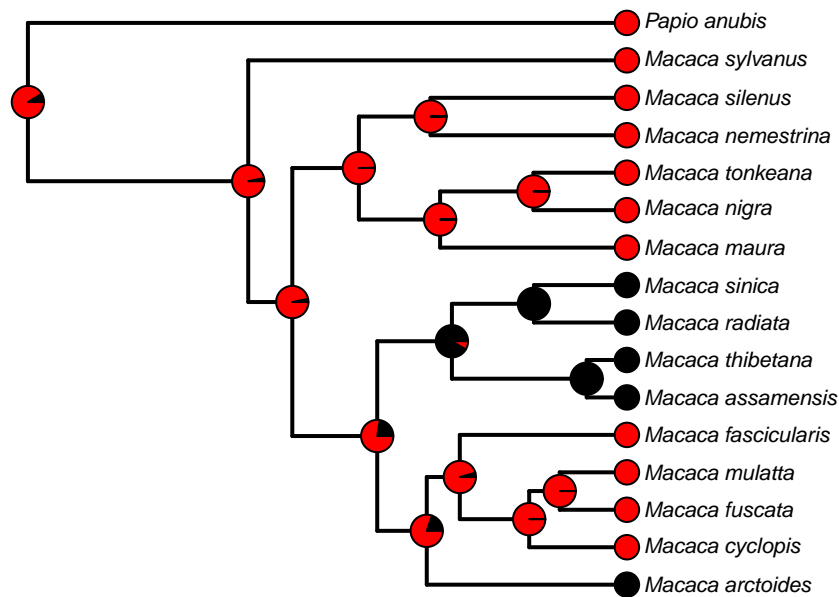 Papio anubis
Macaca sylvanus
Macaca silenus
Macaca nemestrina
Macaca tonkeana
Macaca nigra
Macaca maura
Macaca sinica
Macaca radiata
Macaca thibetana
Macaca assamensis
Macaca fascicularis
Macaca mulatta
Macaca fuscata
Macaca cyclopis
Macaca arctoides